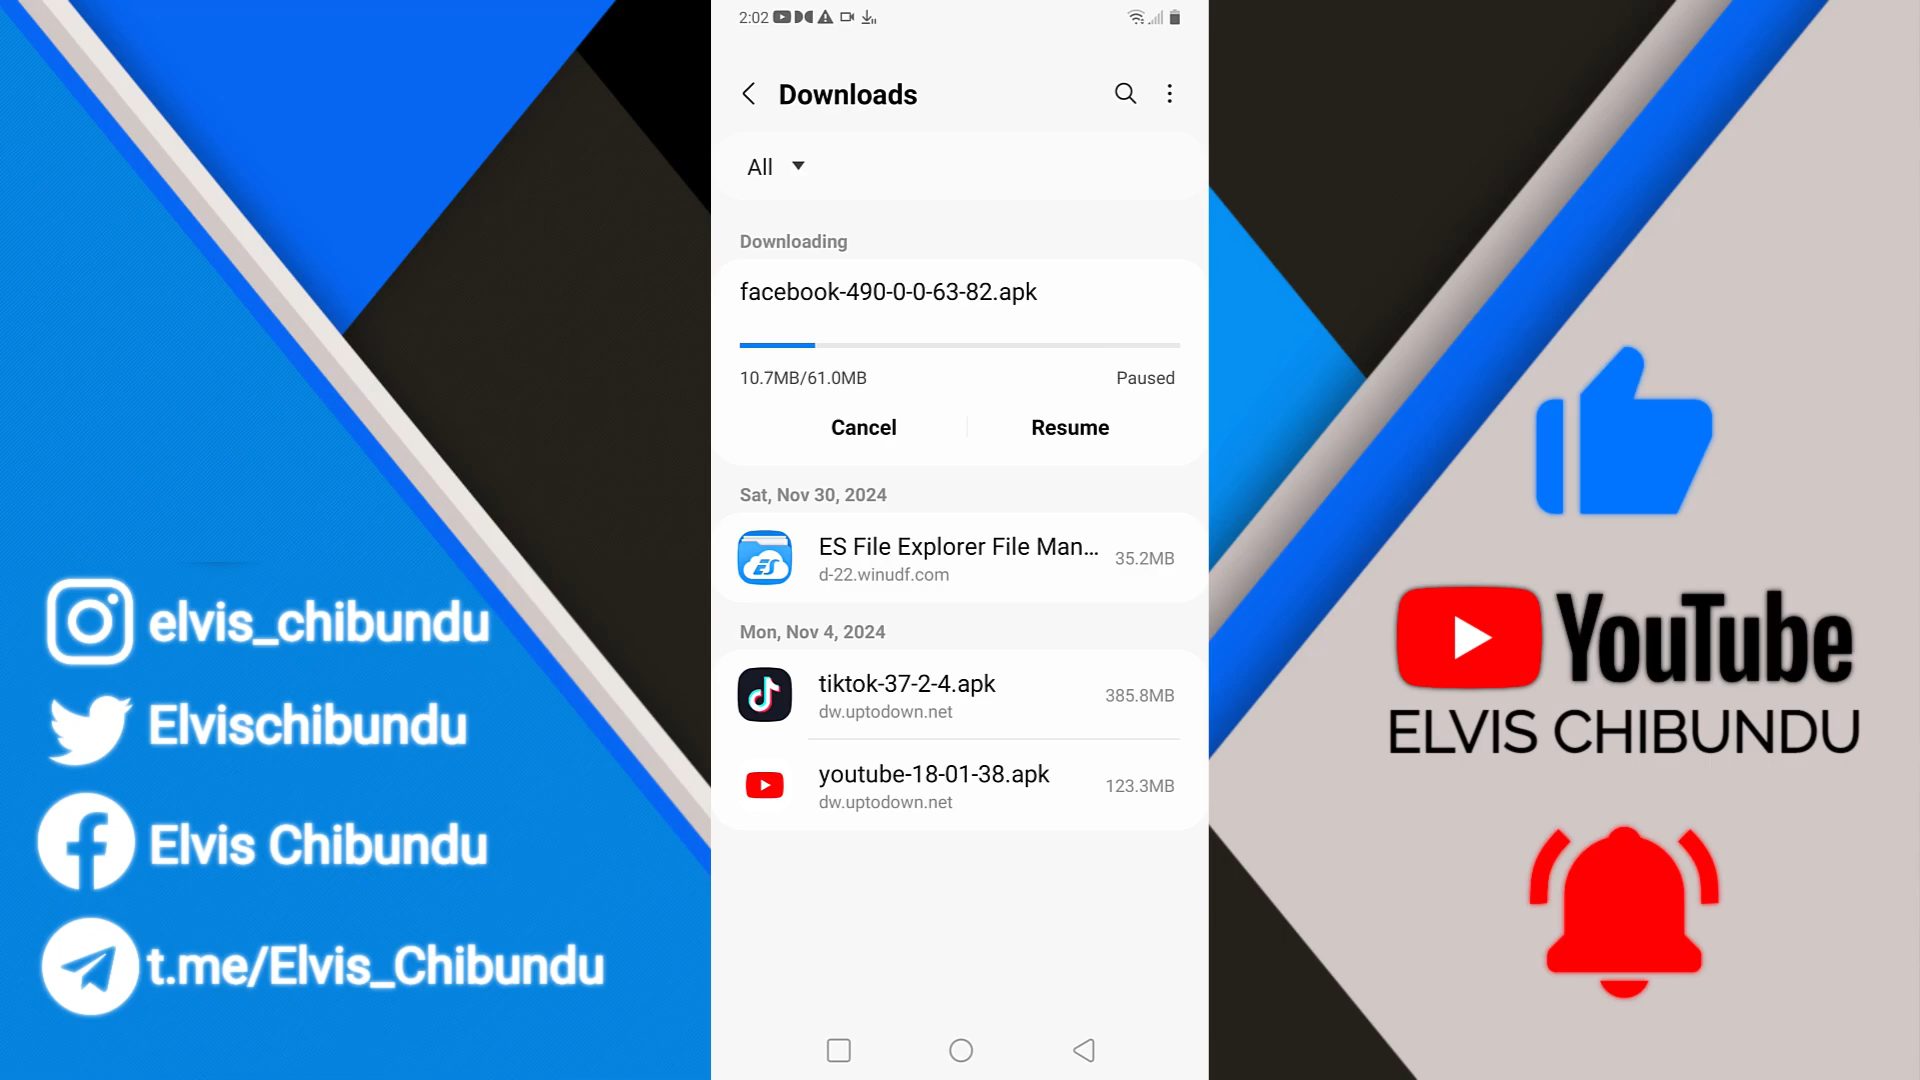 2:02
Downloads
All
Downloading
facebook-490-0-0-63-82.apk
10.7MB/61.0MB
Paused
Cancel
Resume
Sat, Nov 30, 2024
ES File Explorer File Man...
35.2MB
d-22.winudf.com
ES
Mon, Nov 4, 2024
tiktok-37-2-4.apk
385.8MB
dw.uptodown.net
youtube-18-01-38.apk
123.3MB
dw.uptodown.net
elvis_chibundu
Elvischibundu
Elvis Chibundu
t.me/Elvis_Chibundu
YouTube
ELVIS CHIBUNDU